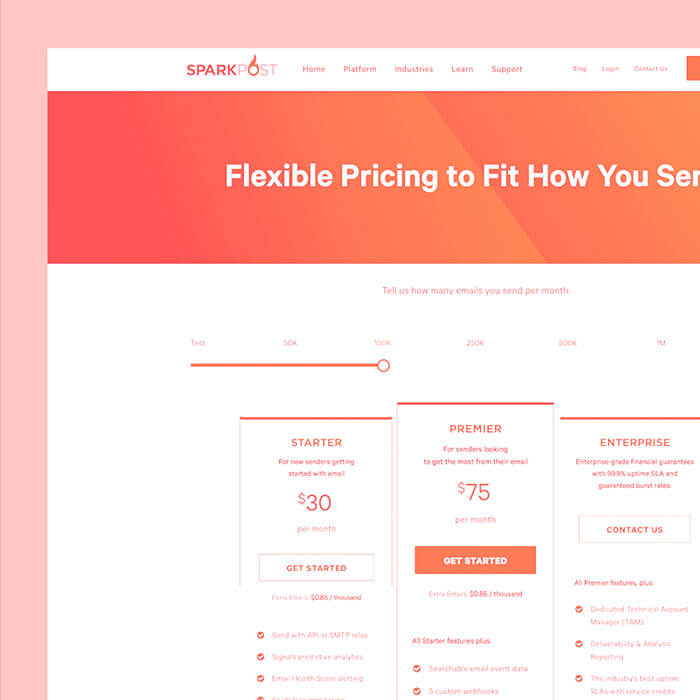 SPARKPOST
Home Platform Industries Learn Support
Blog Login Contact Us
Flexible Pricing to Fit How You Sen
Tell us how many emails you send per month:
Test 50K 100K 250K 500K 1M
STARTER
For new senders getting
started with email
$30
per month
GET STARTED
Extra Emails: $0.85 / thousand
Send with API or SMTP relay
Signals predictive analytics
Email Health Score alerting
PREMIER
For senders looking
to get the most from their email
$75
per month
GET STARTED
Extra Emails: $0.85 / thousand
All Starter features plus:
Searchable email event data
5 custom webhooks
ENTERPRISE
Enterprise-grade financial guarantees
with 99.9% uptime SLA and
guaranteed burst rates.
CONTACT US
All Premier features, plus:
Dedicated Technical Account
Manager (TAM)
Deliverability & Analysis
Reporting
The industry's best uptime
SLAs with service credits